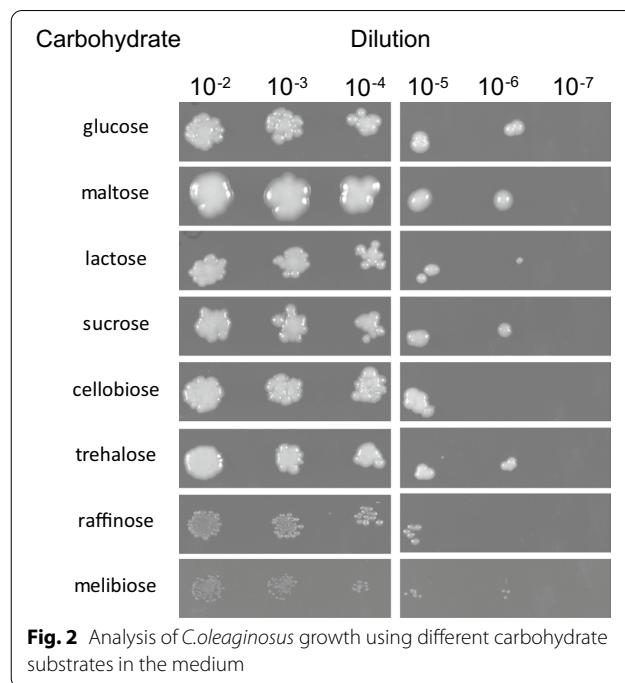 Carbohydrate Dilution
10-2 10-3 10-4 10-5 10-6 10-7
glucose
maltose
lactose
sucrose
cellobiose
trehalose
raffinose
melibiose
Fig. 2 Analysis of C.oleaginosus growth using different carbohydrate
substrates in the medium